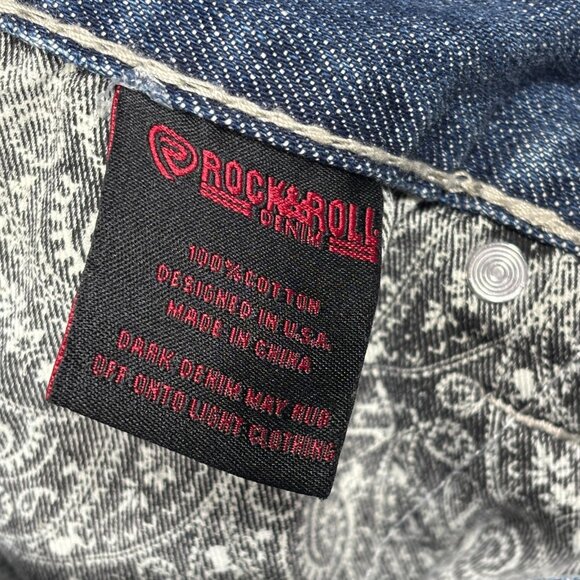 ROCK&ROLL
DENIM
100% COTTON
DESIGNED IN U.S.A.
MADE IN CHINA
DARK DENIM MAY RUB
OFF ONTO LIGHT CLOTHING